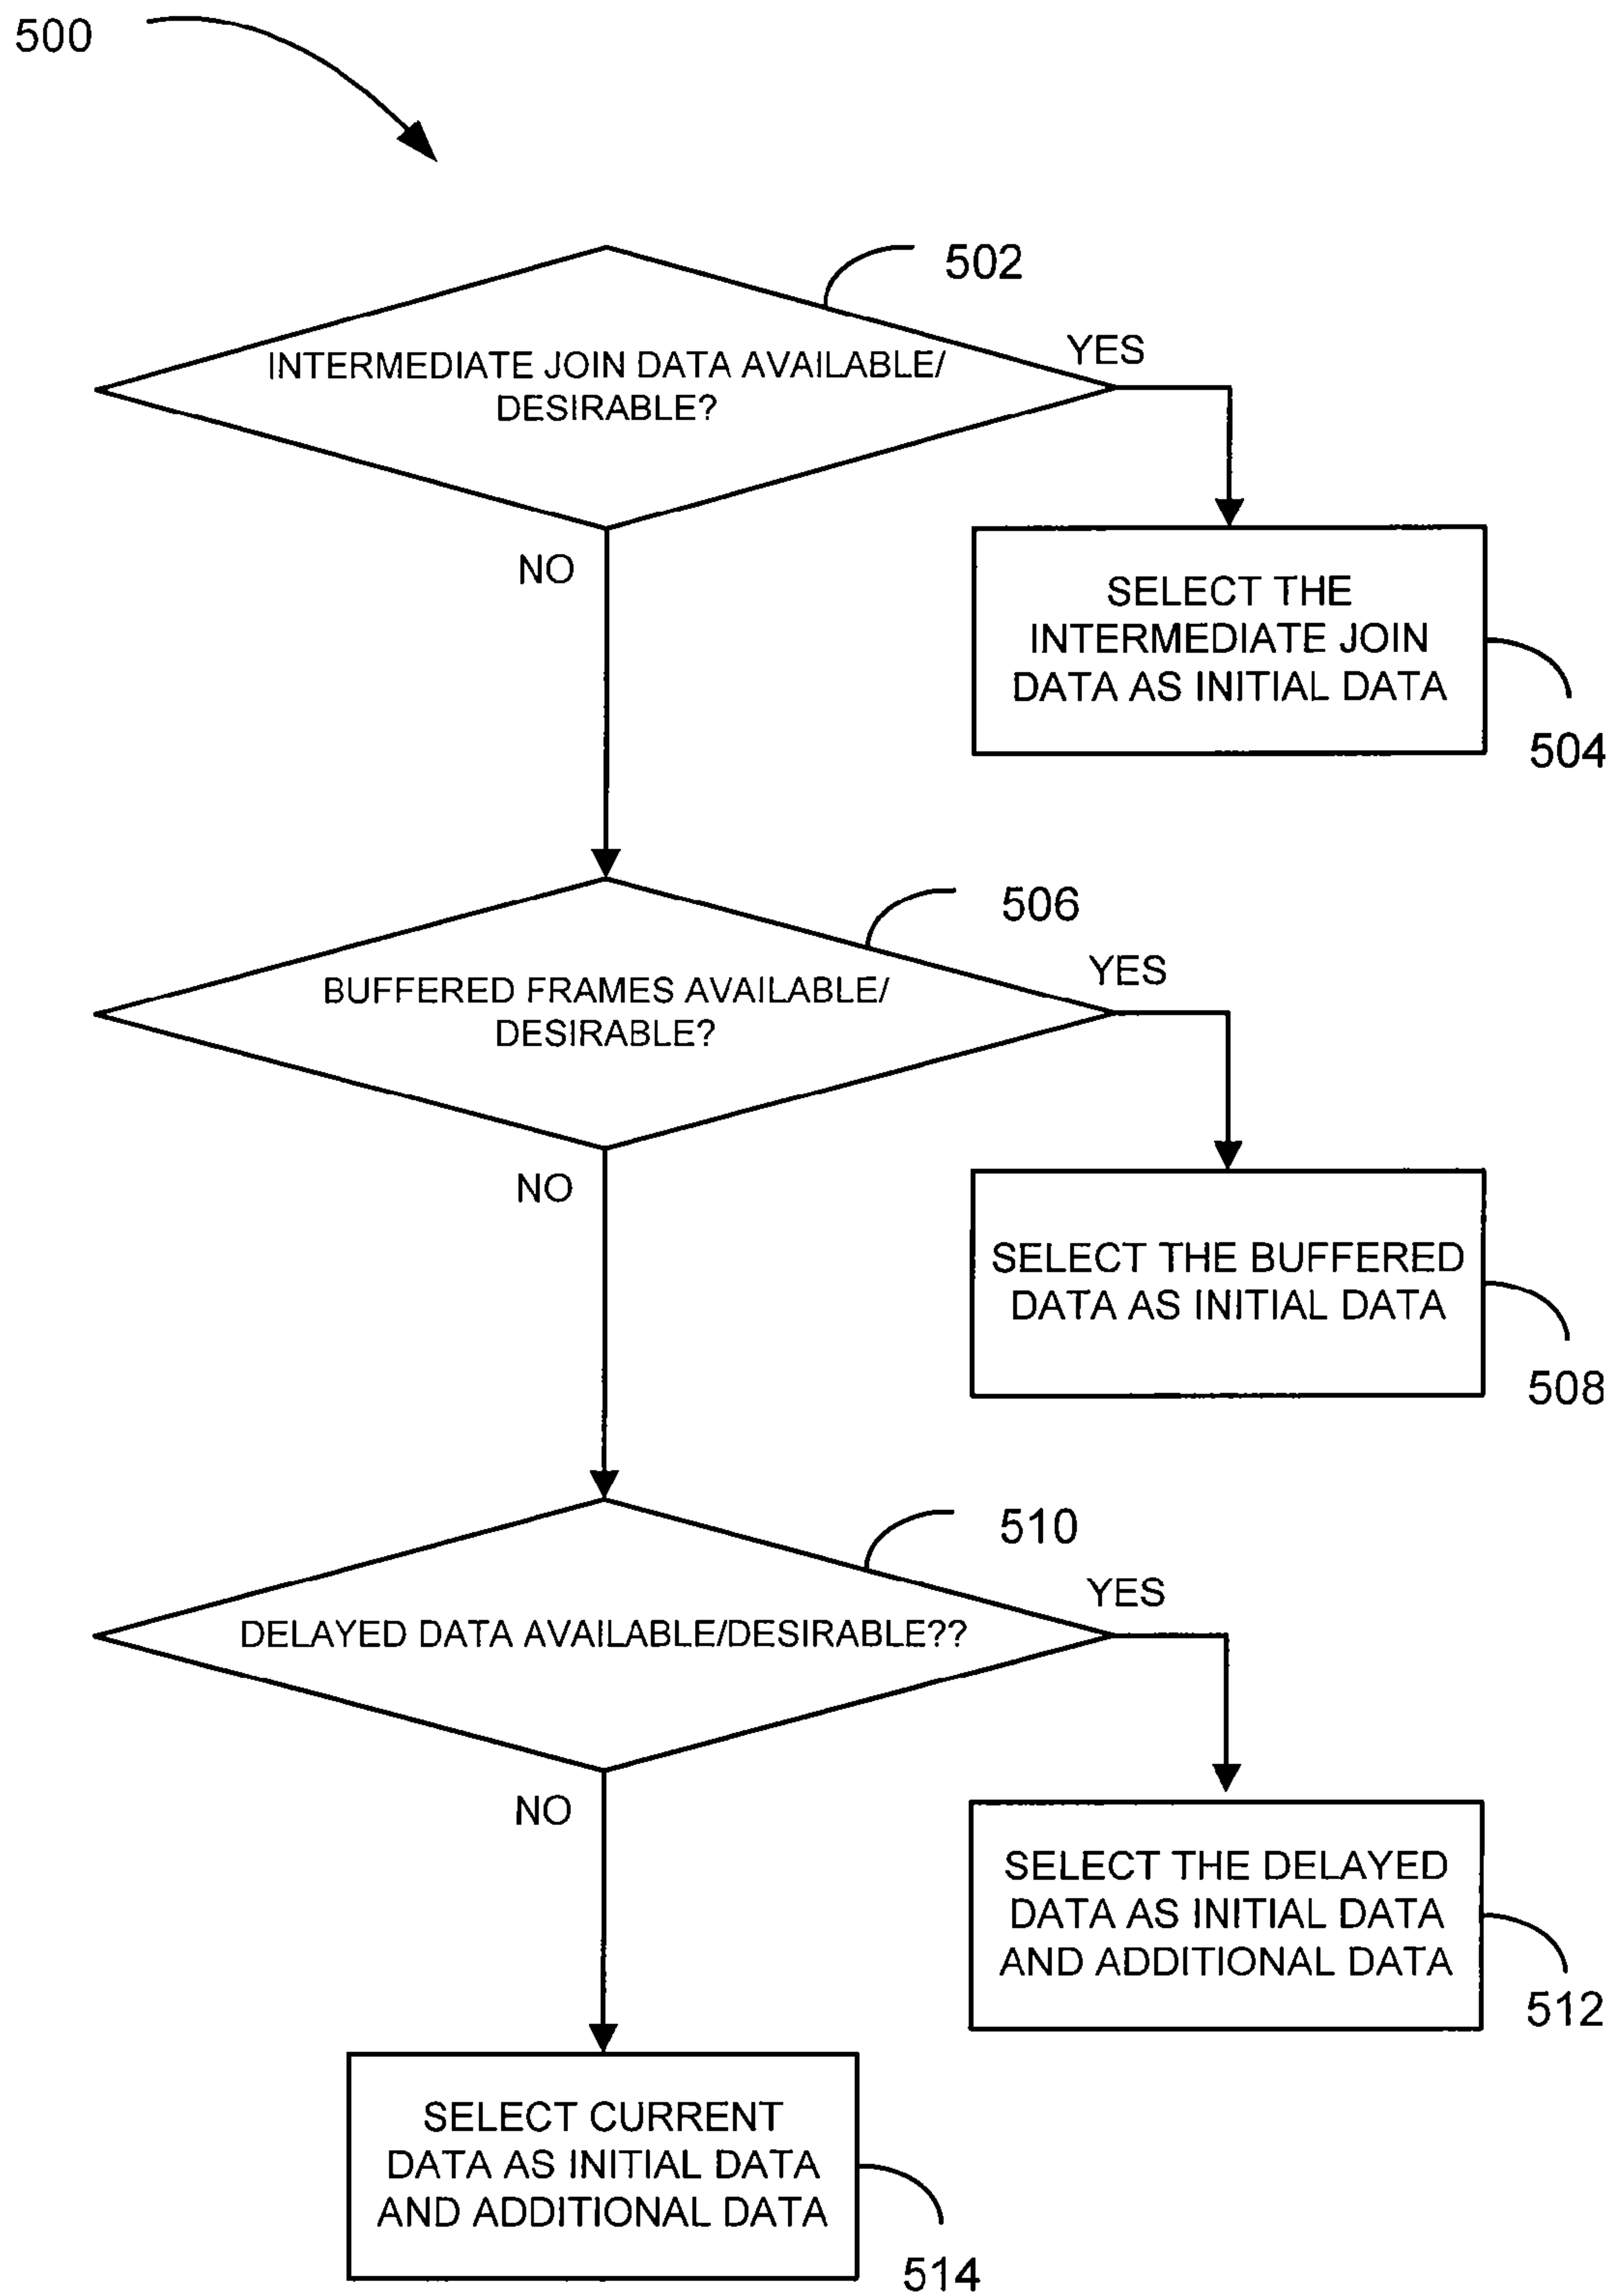 500
502
INTERMEDIATE JOIN DATA AVAILABLE/
DESIRABLE?
YES
NO
SELECT THE
INTERMEDIATE JOIN
DATA AS INITIAL DATA
504
506
BUFFERED FRAMES AVAILABLE/
DESIRABLE?
YES
NO
SELECT THE BUFFERED
DATA AS INITIAL DATA
508
510
DELAYED DATA AVAILABLE/DESIRABLE??
YES
NO
SELECT THE DELAYED
DATA AS INITIAL DATA
AND ADDITIONAL DATA
512
SELECT CURRENT
DATA AS INITIAL DATA
AND ADDITIONAL DATA
514